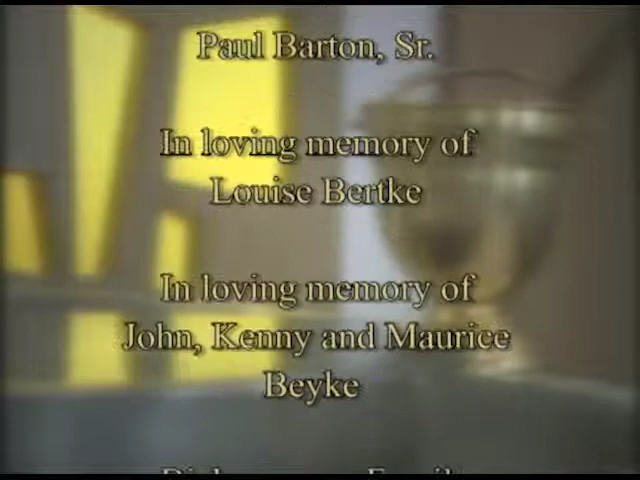 Paul Barton, Sr.
In loving memory of
Louise Bertke
In loving memory of
John, Kenny and Maurice
Beyke